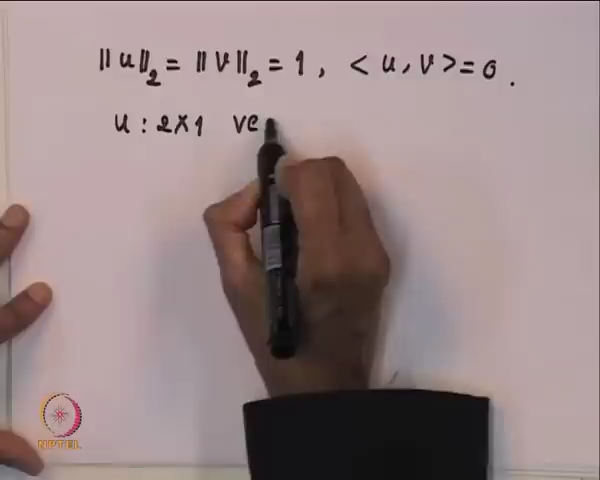 ||u||₂ = ||v||₂ = 1, <u, v> = 0.
u : 2×1 ve
NPTEL